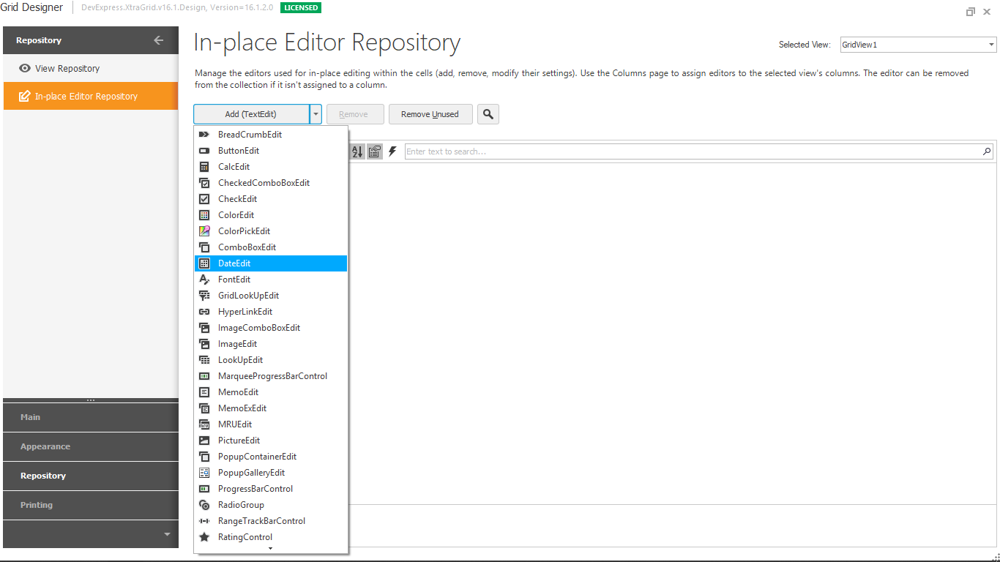 Grid Designer
DevExpress.XtraGrid.v16.1.Design, Version=16.1.2.0
LICENSED
Repository
View Repository
In-place Editor Repository
In-place Editor Repository
Selected View:
GridView1
Manage the editors used for in-place editing within the cells (add, remove, modify their settings). Use the Columns page to assign editors to the selected view's columns. The editor can be removed
from the collection if it isn't assigned to a column.
Add (TextEdit)
Remove
Remove Unused
Enter text to search...
BreadCrumbEdit
ButtonEdit
CalcEdit
CheckedComboBoxEdit
CheckEdit
ColorEdit
ColorPickEdit
ComboBoxEdit
DateEdit
FontEdit
GridLookUpEdit
HyperLinkEdit
ImageComboBoxEdit
ImageEdit
LookUpEdit
MarqueeProgressBarControl
MemoEdit
MemoExEdit
MRUEdit
PictureEdit
PopupContainerEdit
PopupGalleryEdit
ProgressBarControl
RadioGroup
RangeTrackBarControl
RatingControl
Main
Appearance
Repository
Printing